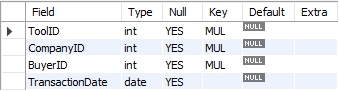 Field Type Null Key Default Extra
ToolID int YES MUL NULL
CompanyID int YES MUL NULL
BuyerID int YES MUL NULL
TransactionDate date YES NULL